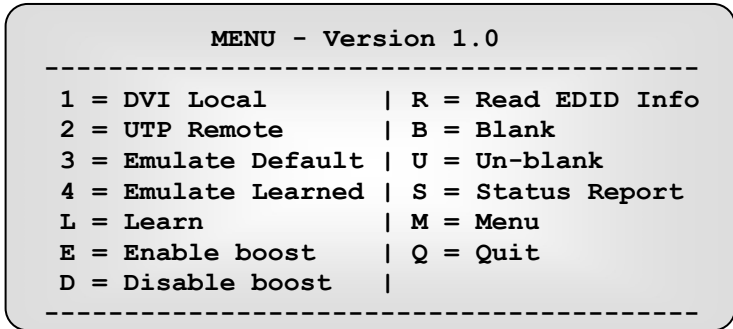 MENU - Version 1.0
-----------------------------------------
1 = DVI Local       | R = Read EDID Info
2 = UTP Remote      | B = Blank
3 = Emulate Default | U = Un-blank
4 = Emulate Learned | S = Status Report
L = Learn           | M = Menu
E = Enable boost    | Q = Quit
D = Disable boost   |
-----------------------------------------